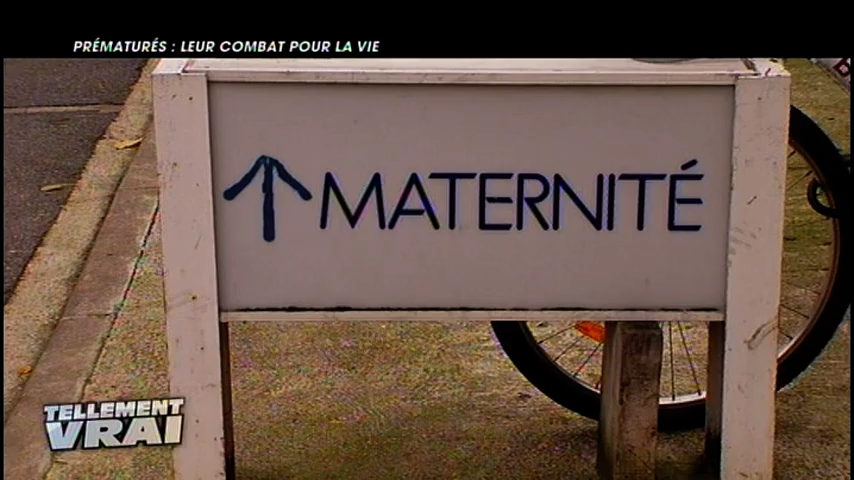 PRÉMATURÉS : LEUR COMBAT POUR LA VIE
↑ MATERNITÉ
TELLEMENT
VRAI